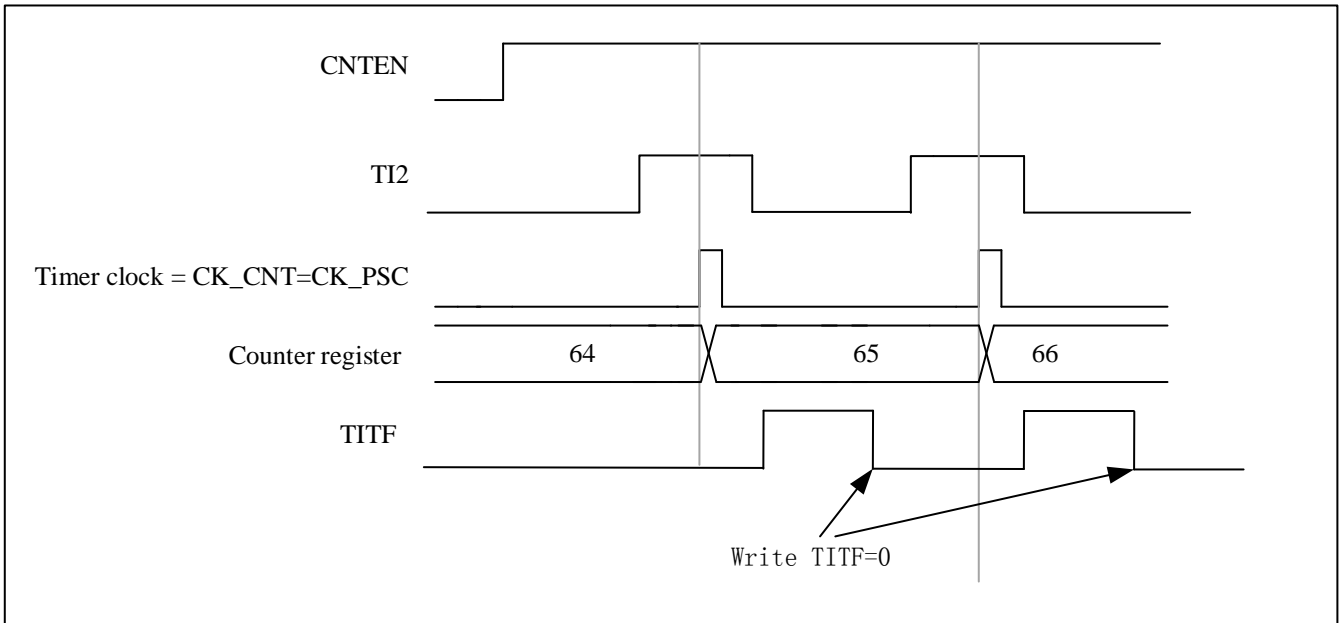 CNTEN
TI2
Timer clock = CK_CNT=CK_PSC
Counter register
64
65
66
TITF
Write TITF=0